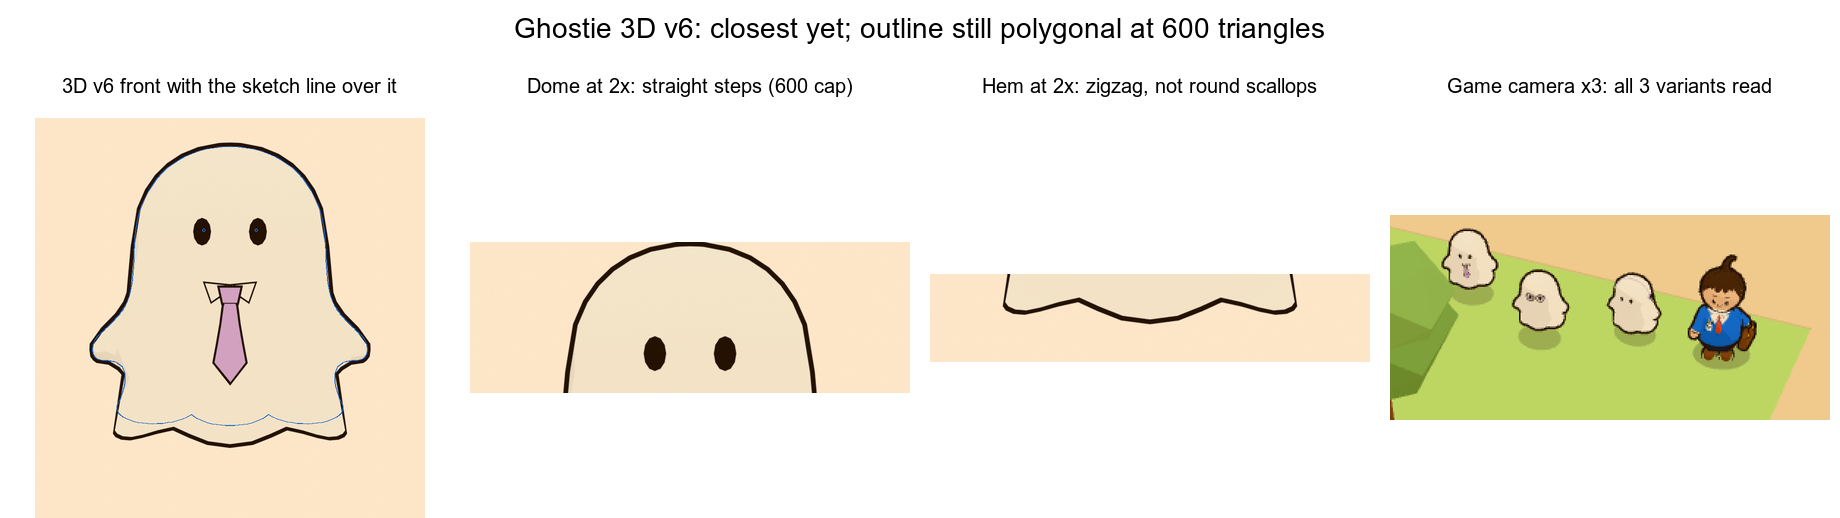 Ghostie 3D v6: closest yet; outline still polygonal at 600 triangles
3D v6 front with the sketch line over it
Dome at 2x: straight steps (600 cap)
Hem at 2x: zigzag, not round scallops
Game camera x3: all 3 variants read